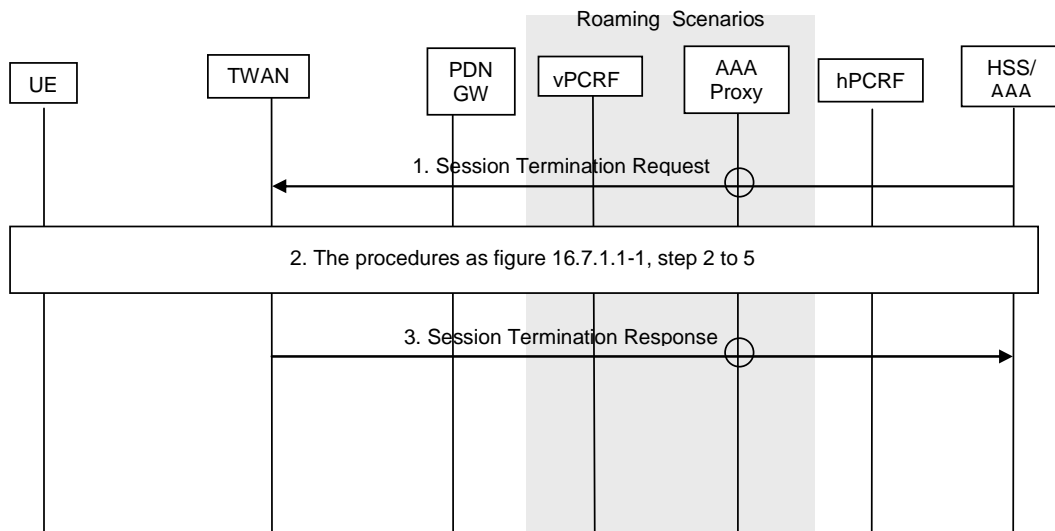 Roaming Scenarios
UE
TWAN
PDN
GW
vPCRF
AAA
Proxy
hPCRF
HSS/
AAA
1. Session Termination Request
2. The procedures as figure 16.7.1.1-1, step 2 to 5
3. Session Termination Response